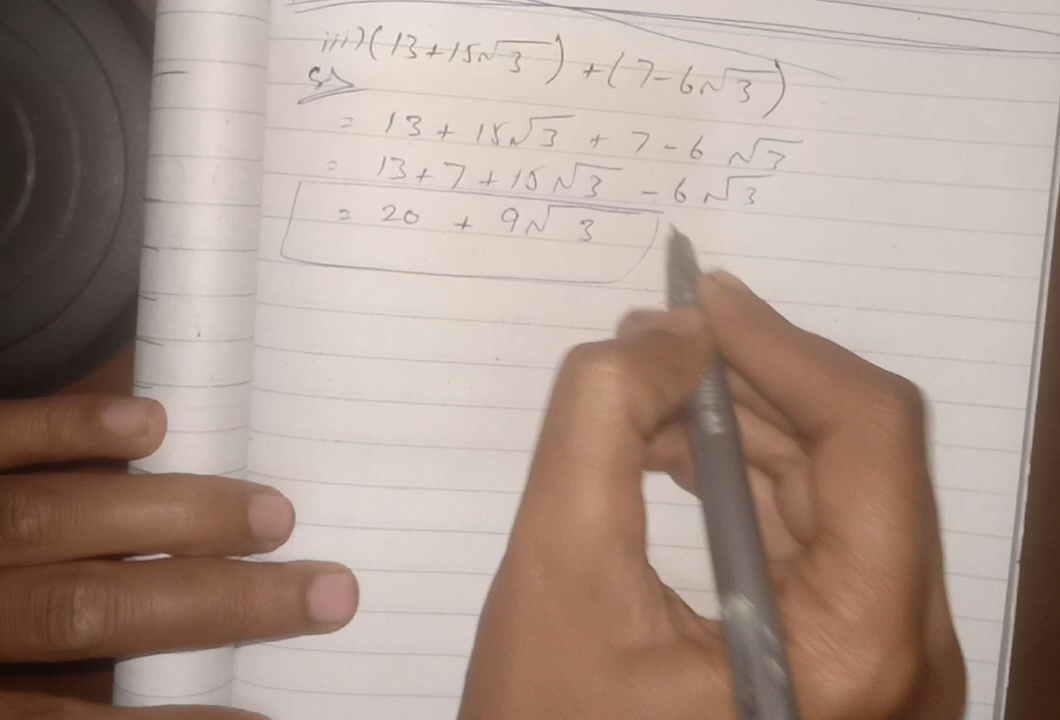 iii) (13+15√3) + (7-6√3)
= 13 + 15√3 + 7 - 6√3
= 13+7+15√3 - 6√3
= 20 + 9√3